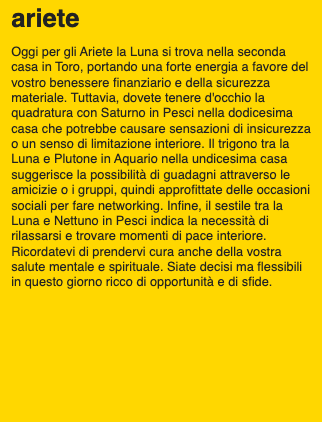 ariete
Oggi per gli Ariete la Luna si trova nella seconda
casa in Toro, portando una forte energia a favore del
vostro benessere finanziario e della sicurezza
materiale. Tuttavia, dovete tenere d'occhio la
quadratura con Saturno in Pesci nella dodicesima
casa che potrebbe causare sensazioni di insicurezza
o un senso di limitazione interiore. Il trigono tra la
Luna e Plutone in Aquario nella undicesima casa
suggerisce la possibilità di guadagni attraverso le
amicizie o i gruppi, quindi approfittate delle occasioni
sociali per fare networking. Infine, il sestile tra la
Luna e Nettuno in Pesci indica la necessità di
rilassarsi e trovare momenti di pace interiore.
Ricordatevi di prendervi cura anche della vostra
salute mentale e spirituale. Siate decisi ma flessibili
in questo giorno ricco di opportunità e di sfide.